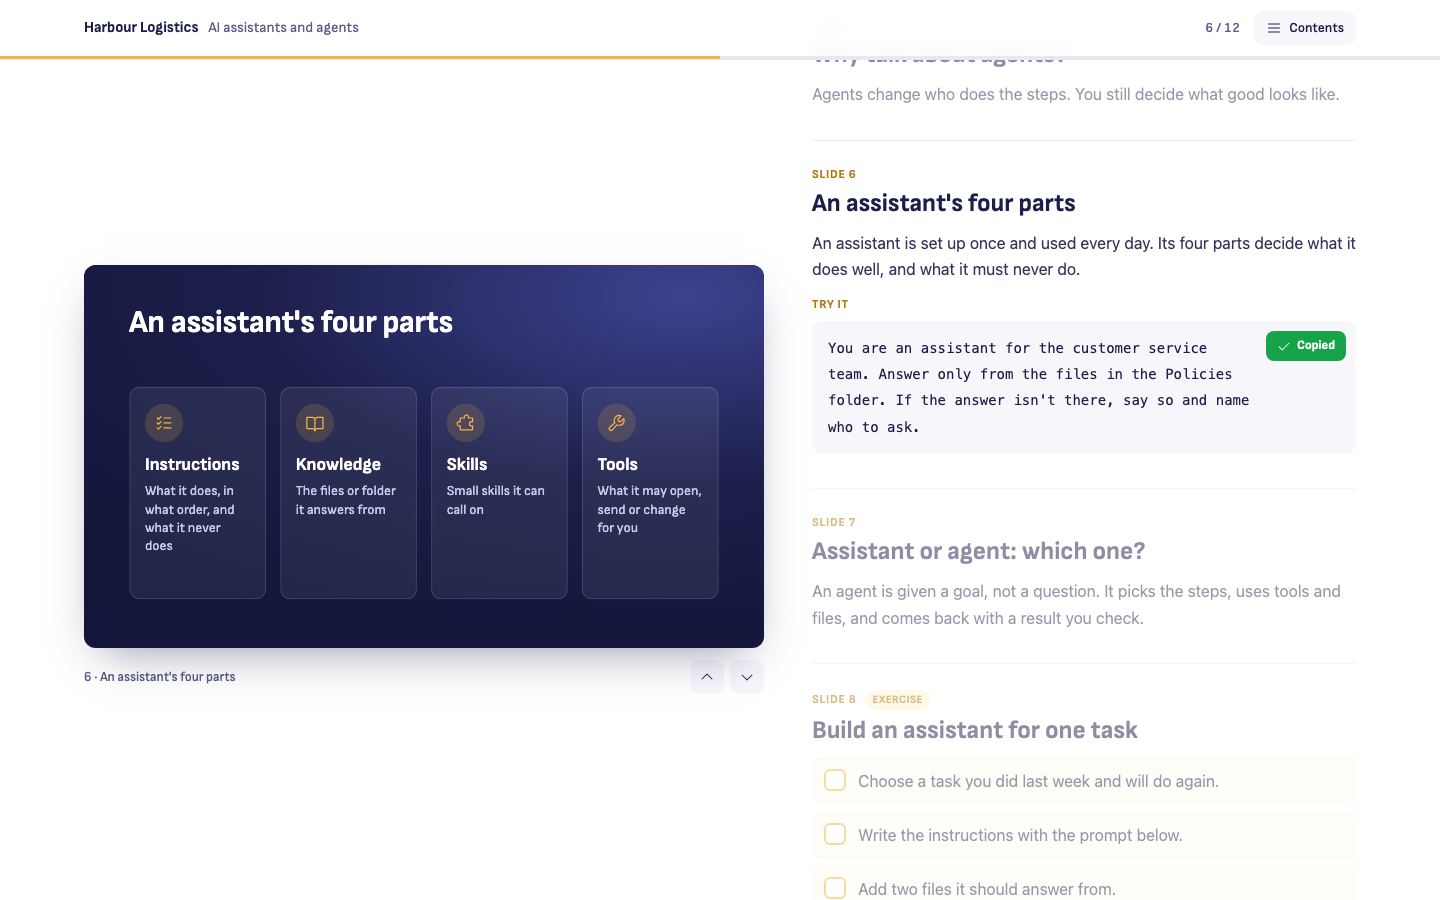 Harbour Logistics AI assistants and agents
6 / 12
Contents
Why talk about agents?
Agents change who does the steps. You still decide what good looks like.
An assistant's four parts
Instructions
What it does, in
what order, and
what it never
does
Knowledge
The files or folder
it answers from
Skills
Small skills it can
call on
Tools
What it may open,
send or change
for you
6 · An assistant's four parts
SLIDE 6
An assistant's four parts
An assistant is set up once and used every day. Its four parts decide what it
does well, and what it must never do.
TRY IT
You are an assistant for the customer service
team. Answer only from the files in the Policies
folder. If the answer isn't there, say so and name
who to ask.
Copied
SLIDE 7
Assistant or agent: which one?
An agent is given a goal, not a question. It picks the steps, uses tools and
files, and comes back with a result you check.
SLIDE 8 EXERCISE
Build an assistant for one task
Choose a task you did last week and will do again.
Write the instructions with the prompt below.
Add two files it should answer from.